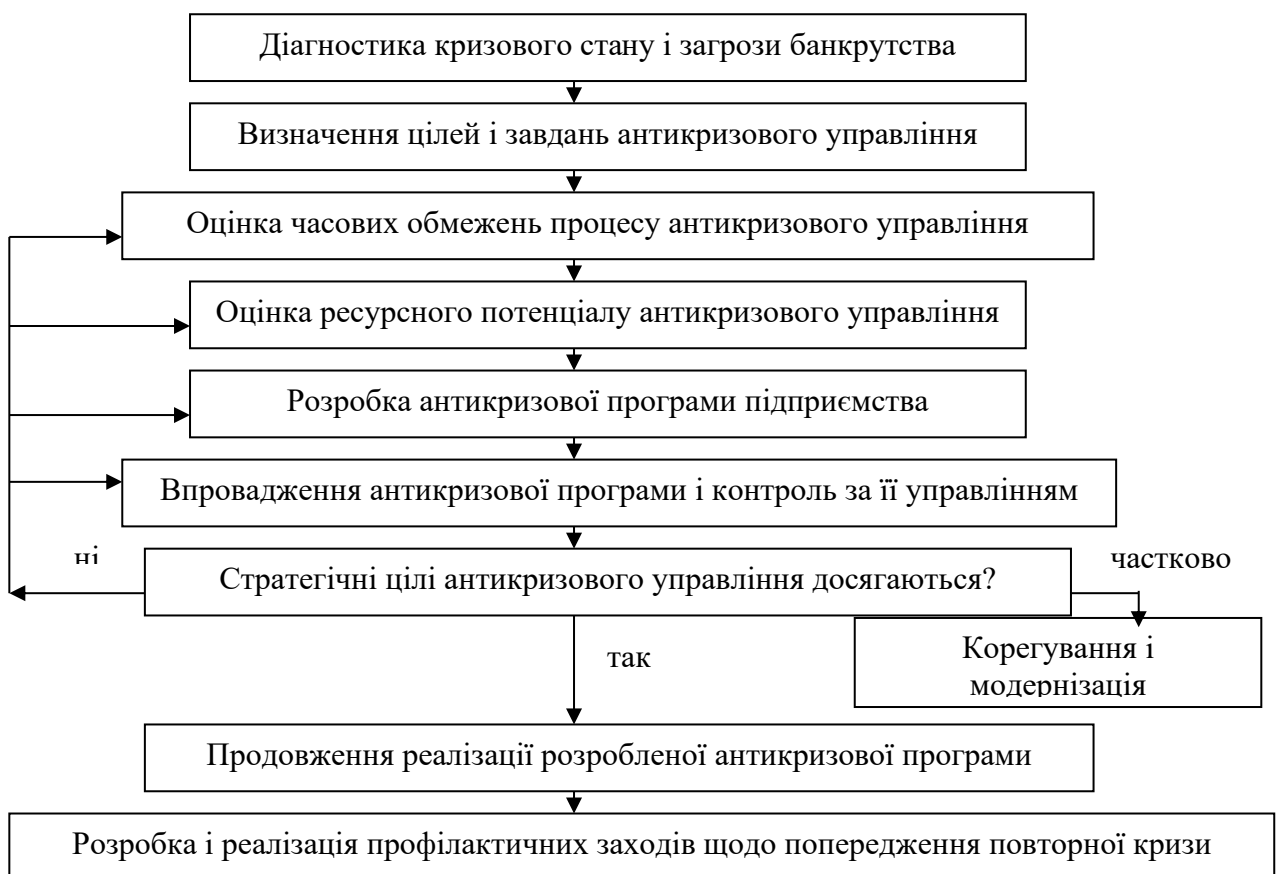 Діагностика кризового стану і загрози банкрутства
Визначення цілей і завдань антикризового управління
Оцінка часових обмежень процесу антикризового управління
Оцінка ресурсного потенціалу антикризового управління
Розробка антикризової програми підприємства
Впровадження антикризової програми і контроль за її управлінням
ні
Стратегічні цілі антикризового управління досягаються?
частково
так
Корегування і
модернізація
Продовження реалізації розробленої антикризової програми
Розробка і реалізація профілактичних заходів щодо попередження повторної кризи